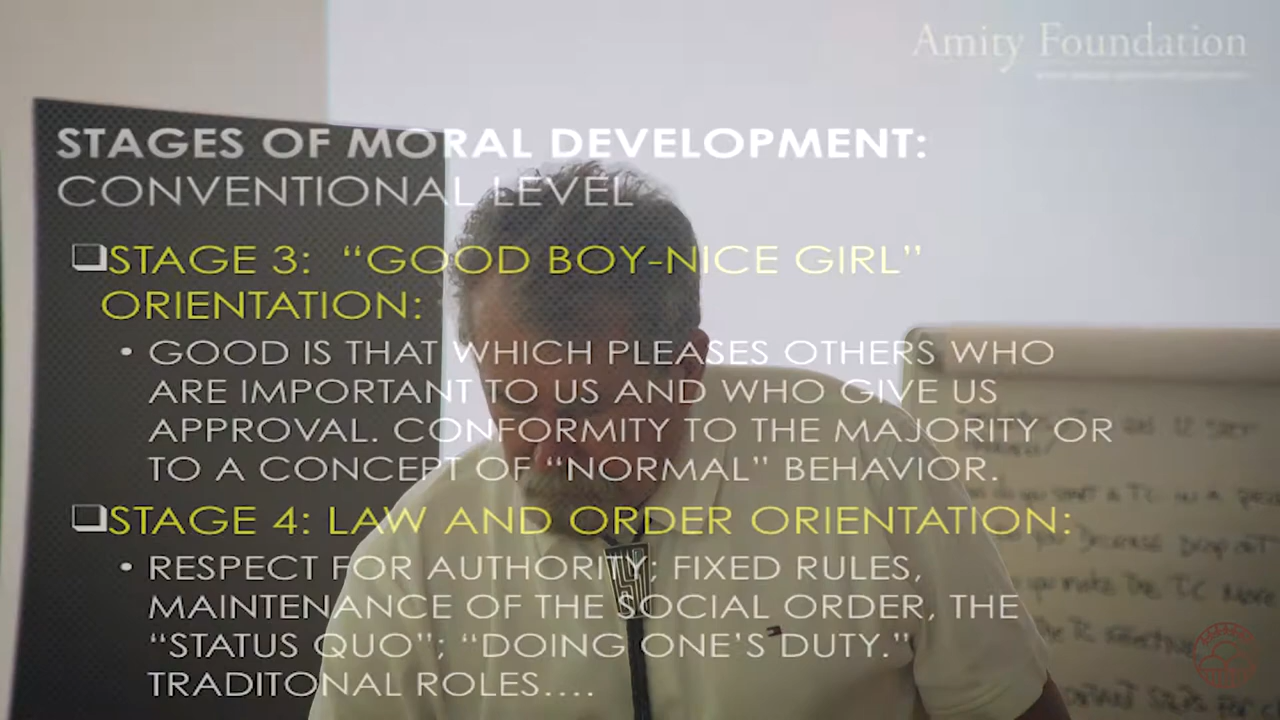 Amity Foundation
STAGES OF MORAL DEVELOPMENT:
CONVENTIONAL LEVEL
STAGE 3: “GOOD BOY-NICE GIRL”
ORIENTATION:
• GOOD IS THAT WHICH PLEASES OTHERS WHO
ARE IMPORTANT TO US AND WHO GIVE US
APPROVAL. CONFORMITY TO THE MAJORITY OR
TO A CONCEPT OF “NORMAL” BEHAVIOR.
STAGE 4: LAW AND ORDER ORIENTATION:
• RESPECT FOR AUTHORITY; FIXED RULES,
MAINTENANCE OF THE SOCIAL ORDER, THE
“STATUS QUO”; “DOING ONE’S DUTY.”
TRADITONAL ROLES….